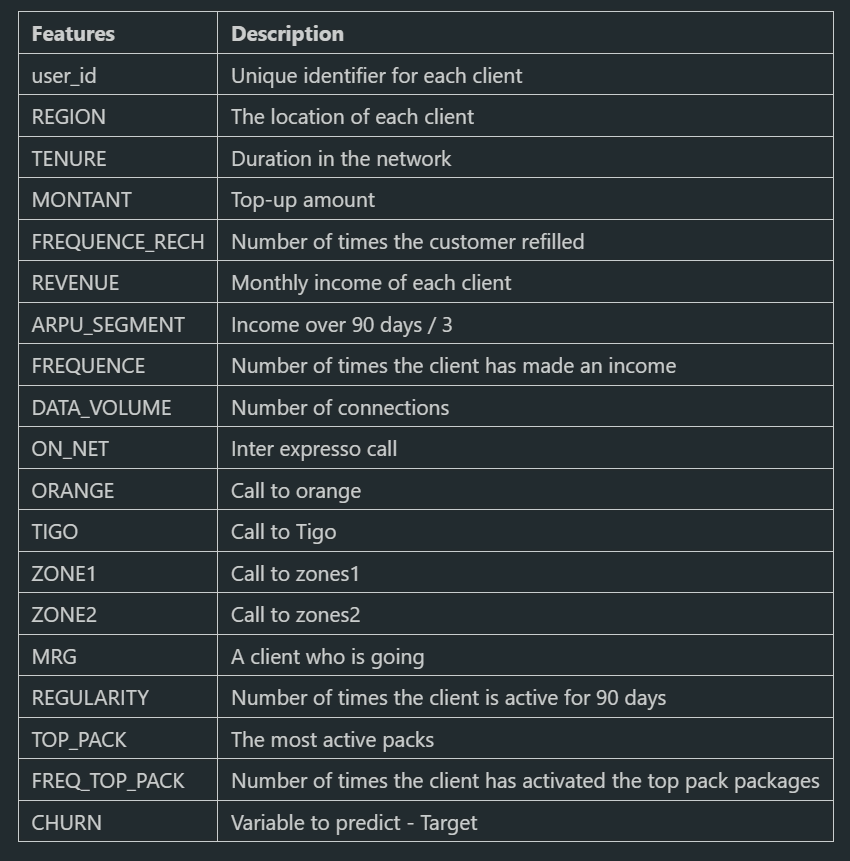 Features Description
user_id Unique identifier for each client
REGION The location of each client
TENURE Duration in the network
MONTANT Top-up amount
FREQUENCE_RECH Number of times the customer refilled
REVENUE Monthly income of each client
ARPU_SEGMENT Income over 90 days / 3
FREQUENCE Number of times the client has made an income
DATA_VOLUME Number of connections
ON_NET Inter expresso call
ORANGE Call to orange
TIGO Call to Tigo
ZONE1 Call to zones1
ZONE2 Call to zones2
MRG A client who is going
REGULARITY Number of times the client is active for 90 days
TOP_PACK The most active packs
FREQ_TOP_PACK Number of times the client has activated the top pack packages
CHURN Variable to predict - Target